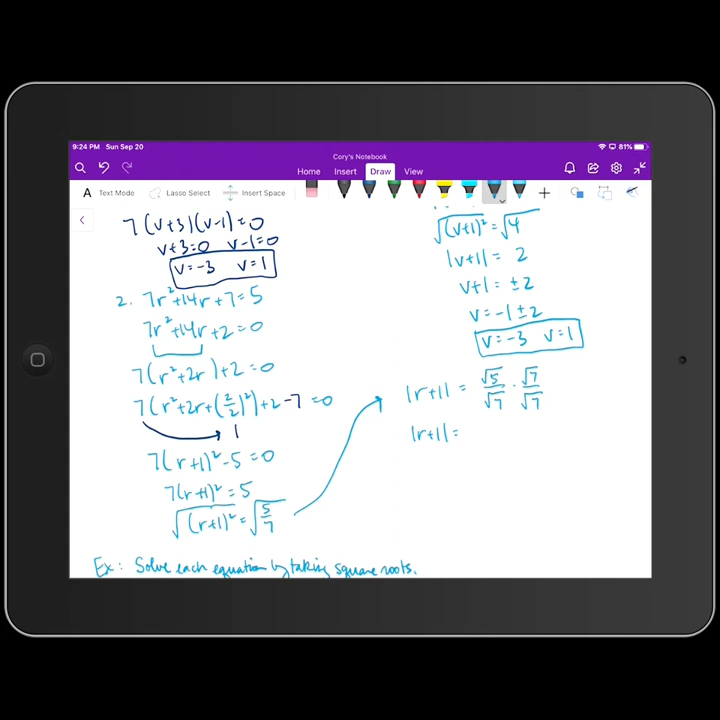 9:24 PM Sun Sep 20
81%
Cory's Notebook
Home Insert Draw View
A Text Mode Lasso Select Insert Space
7(v+3)(v-1)=0
v+3=0 v-1=0
v=-3 v=1
2. 7r²+14r+7=5
7r²+14r+2=0
7(r²+2r)+2=0
7(r²+2r+(2/2)²)+2-7=0
1
7(r+1)²-5=0
7(r+1)²=5
√(r+1)²=√5/7
Ex: Solve each equation by taking square roots.
√(v+1)²=√4
|v+1|=2
v+1=±2
v=-1±2
v=-3 v=1
|r+1|=√5/√7·√7/√7
|r+1|=